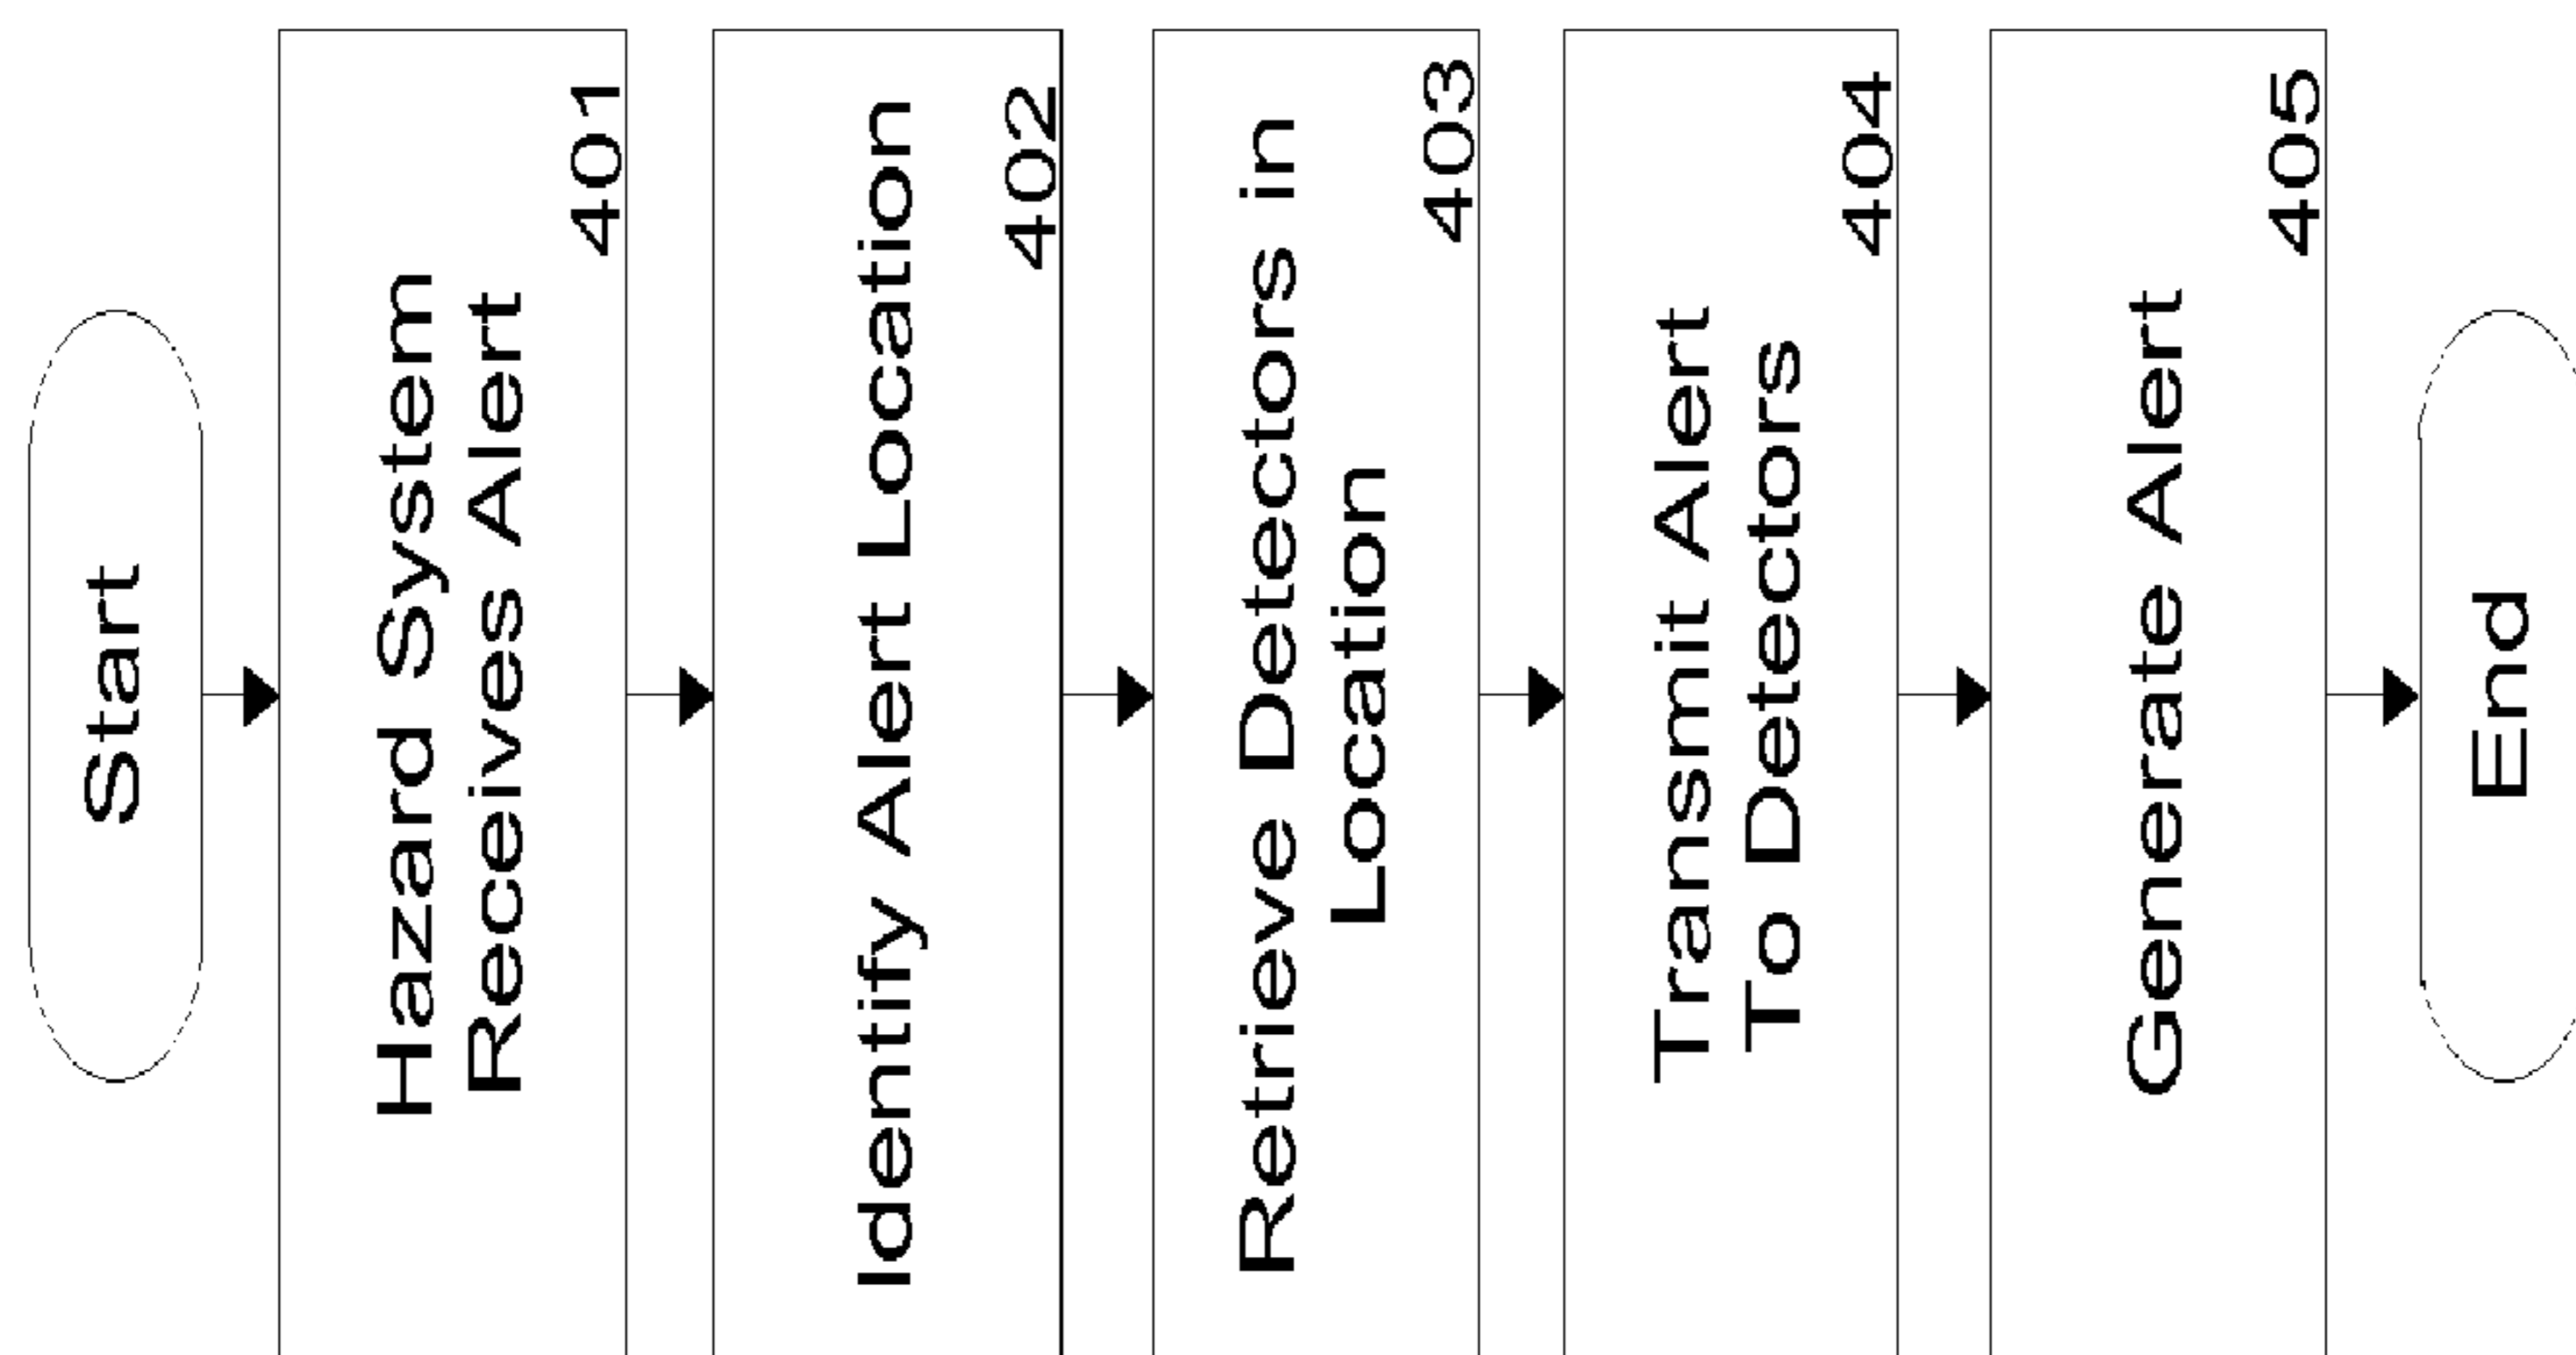 Start
Hazard System
Receives Alert
401
Identify Alert Location
402
Retrieve Detectors in
Location
403
Transmit Alert
To Detectors
404
Generate Alert
405
End